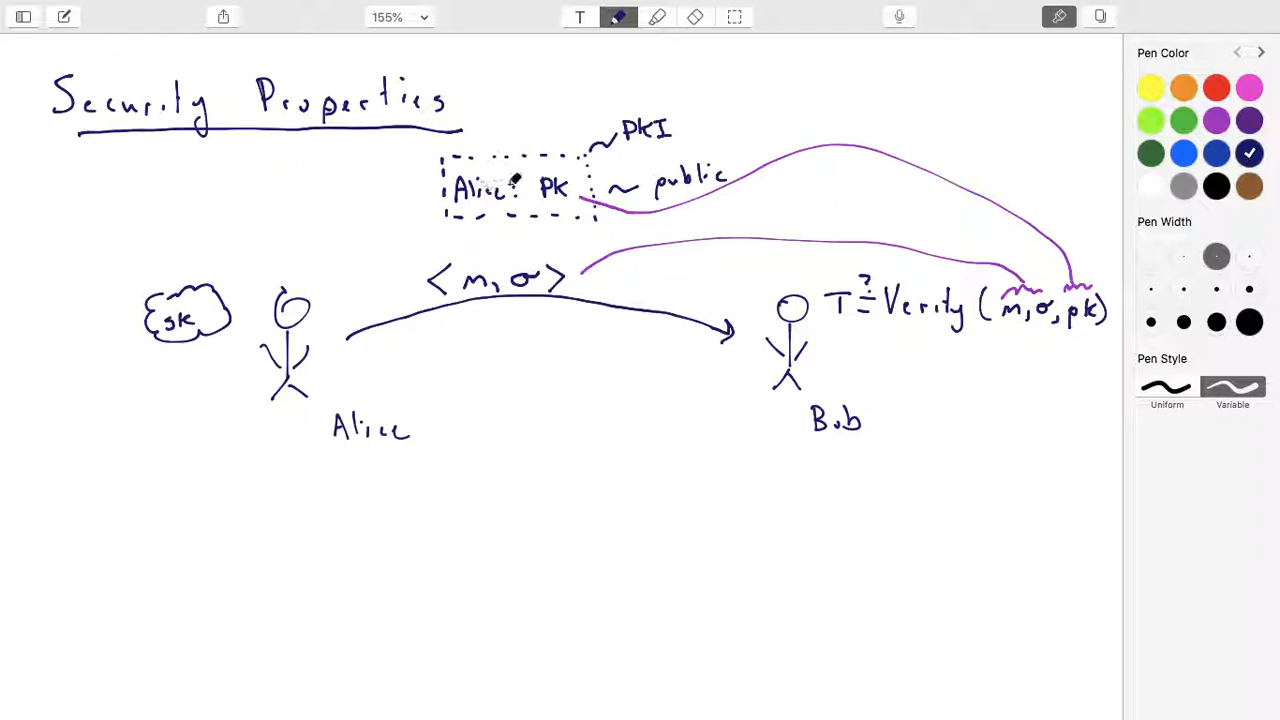 155%
T
Security Properties
Pen Color
PKI
Alice: PK ~ public
Pen Width
<m, σ>
sk
T ?= Verify (m, σ, pk)
Pen Style
Uniform Variable
Alice
Bob